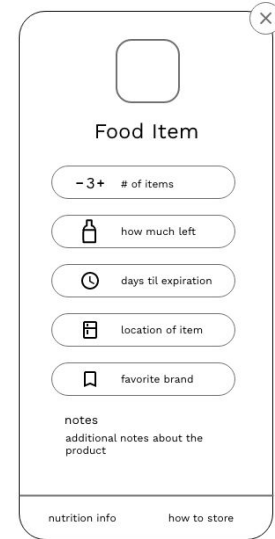 Food Item
-3+ # of items
how much left
days til expiration
location of item
favorite brand
notes
additional notes about the
product
nutrition info how to store